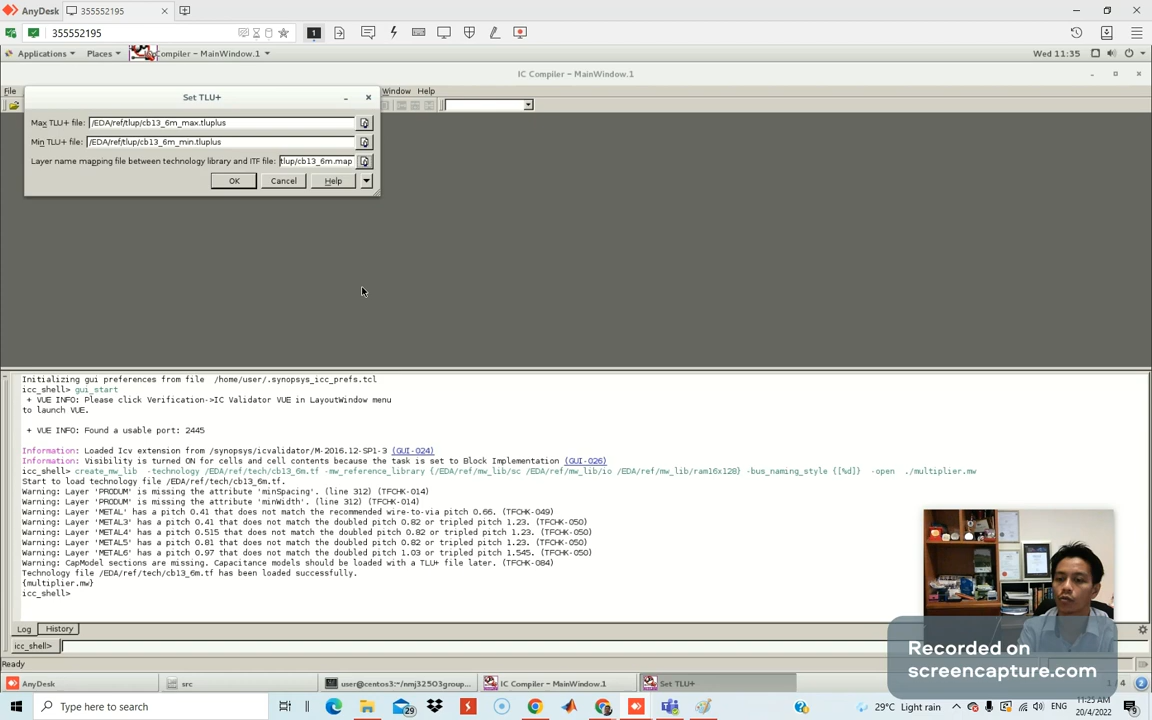 AnyDesk
355552195
355552195
1
Applications
Places
Compiler - MainWindow.1
Wed 11:35
IC Compiler - MainWindow.1
File
Window Help
Set TLU+
Max TLU+ file: /EDA/ref/tlup/cb13_6m_max.tluplus
Min TLU+ file: /EDA/ref/tlup/cb13_6m_min.tluplus
Layer name mapping file between technology library and ITF file: tlup/cb13_6m.map
OK Cancel Help
Initializing gui preferences from file /home/user/.synopsys_icc_prefs.tcl
icc_shell> gui_start
+ VUE INFO: Please click Verification->IC Validator VUE in LayoutWindow menu
to launch VUE.
+ VUE INFO: Found a usable port: 2445
Information: Loaded Icv extension from /synopsys/icvalidator/M-2016.12-SP1-3 (GUI-024)
Information: Visibility is turned ON for cells and cell contents because the task is set to Block Implementation (GUI-026)
icc_shell> create_mw_lib -technology /EDA/ref/tech/cb13_6m.tf -mw_reference_library {/EDA/ref/mw_lib/sc /EDA/ref/mw_lib/io /EDA/ref/mw_lib/ram16x128} -bus_naming_style {[%d]} -open ./multiplier.mw
Start to load technology file /EDA/ref/tech/cb13_6m.tf.
Warning: Layer 'PRODUM' is missing the attribute 'minSpacing'. (line 312) (TFCHK-014)
Warning: Layer 'PRODUM' is missing the attribute 'minWidth'. (line 312) (TFCHK-014)
Warning: Layer 'METAL' has a pitch 0.41 that does not match the recommended wire-to-via pitch 0.66. (TFCHK-049)
Warning: Layer 'METAL3' has a pitch 0.41 that does not match the doubled pitch 0.82 or tripled pitch 1.23. (TFCHK-050)
Warning: Layer 'METAL4' has a pitch 0.515 that does not match the doubled pitch 0.82 or tripled pitch 1.23. (TFCHK-050)
Warning: Layer 'METAL5' has a pitch 0.81 that does not match the doubled pitch 0.82 or tripled pitch 1.23. (TFCHK-050)
Warning: Layer 'METAL6' has a pitch 0.97 that does not match the doubled pitch 1.03 or tripled pitch 1.545. (TFCHK-050)
Warning: CapModel sections are missing. Capacitance models should be loaded with a TLU+ file later. (TFCHK-084)
Technology file /EDA/ref/tech/cb13_6m.tf has been loaded successfully.
{multiplier.mw}
icc_shell>
Log History
icc_shell>
Ready
Recorded on
screencapture.com
AnyDesk
src
user@centos3:~/nmj32503group...
IC Compiler - MainWindow.1
Set TLU+
1 / 4
2
Type here to search
29
29°C Light rain
ENG
11:25 AM
20/4/2022
9